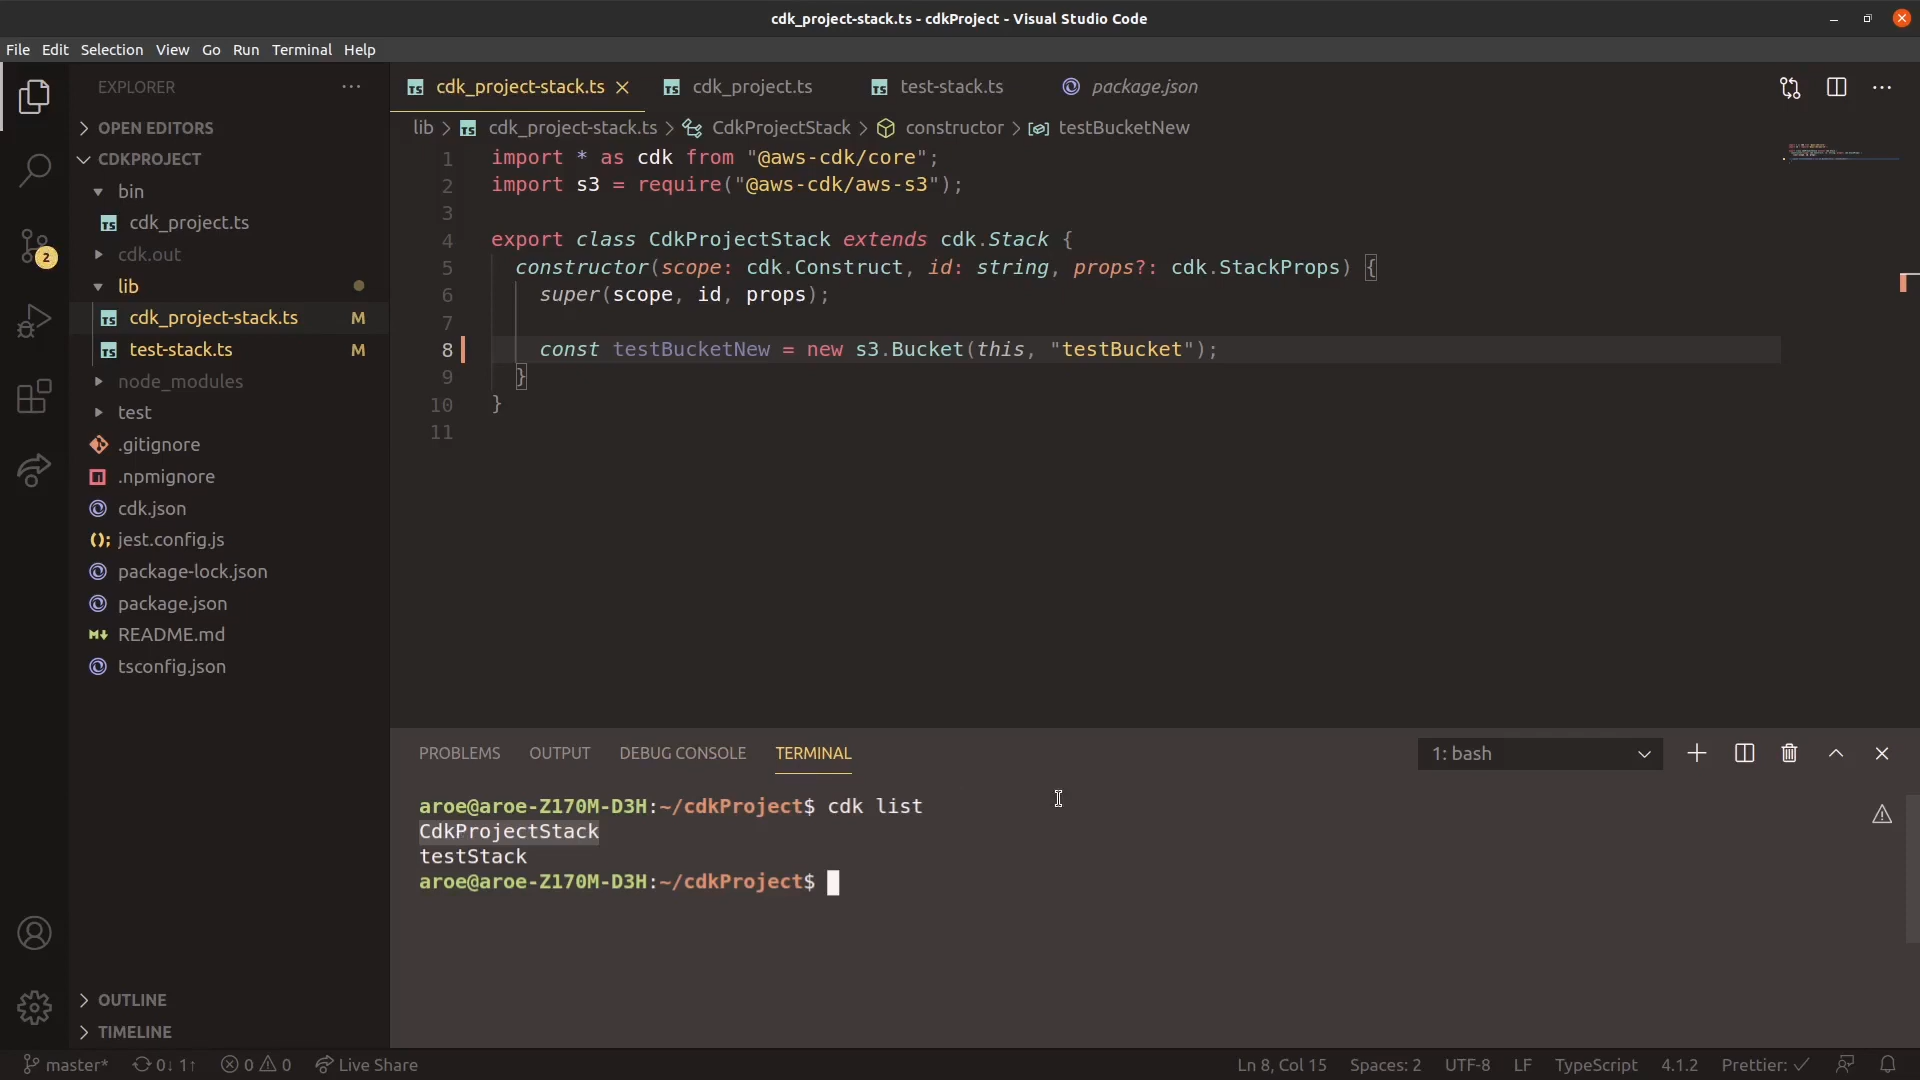 cdk_project-stack.ts - cdkProject - Visual Studio Code
File Edit Selection View Go Run Terminal Help
EXPLORER
OPEN EDITORS
CDKPROJECT
bin
cdk_project.ts
cdk.out
lib
cdk_project-stack.ts M
test-stack.ts M
node_modules
test
.gitignore
.npmignore
cdk.json
jest.config.js
package-lock.json
package.json
README.md
tsconfig.json
OUTLINE
TIMELINE
2
cdk_project-stack.ts cdk_project.ts test-stack.ts package.json
lib > cdk_project-stack.ts > CdkProjectStack > constructor > testBucketNew
1 import * as cdk from "@aws-cdk/core";
2 import s3 = require("@aws-cdk/aws-s3");
3
4 export class CdkProjectStack extends cdk.Stack {
5 constructor(scope: cdk.Construct, id: string, props?: cdk.StackProps) {
6 super(scope, id, props);
7
8 const testBucketNew = new s3.Bucket(this, "testBucket");
9 }
10 }
11
PROBLEMS OUTPUT DEBUG CONSOLE TERMINAL
1: bash
aroe@aroe-Z170M-D3H:~/cdkProject$ cdk list
CdkProjectStack
testStack
aroe@aroe-Z170M-D3H:~/cdkProject$
master* 0↓ 1↑ 0 0 Live Share
Ln 8, Col 15 Spaces: 2 UTF-8 LF TypeScript 4.1.2 Prettier: ✓